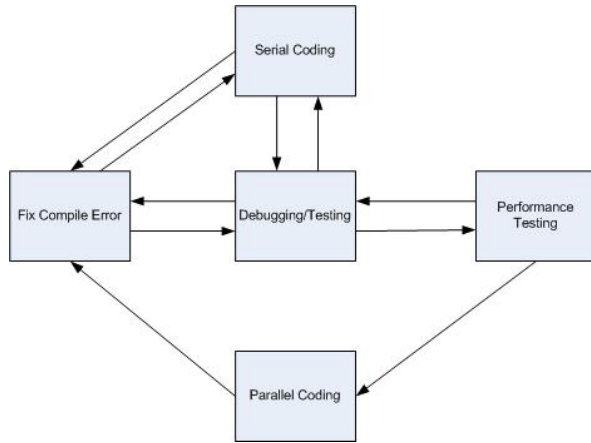 Serial Coding
Fix Compile Error
Debugging/Testing
Performance
Testing
Parallel Coding